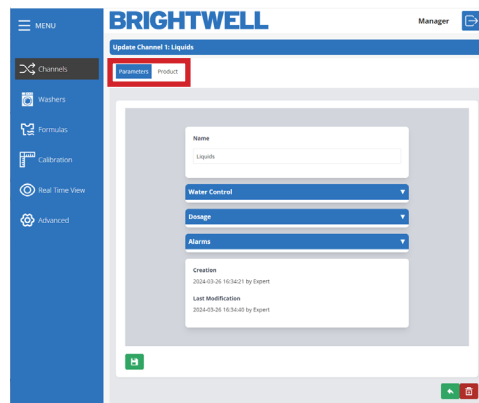 MENU
BRIGHTWELL
Manager
Update Channel 1: Liquids
Channels
Parameters Product
Washers
Formulas
Calibration
Real Time View
Advanced
Name
Liquids
Water Control
Dosage
Alarms
Creation
2024-03-26 16:34:21 by Expert
Last Modification
2024-03-26 16:34:40 by Expert